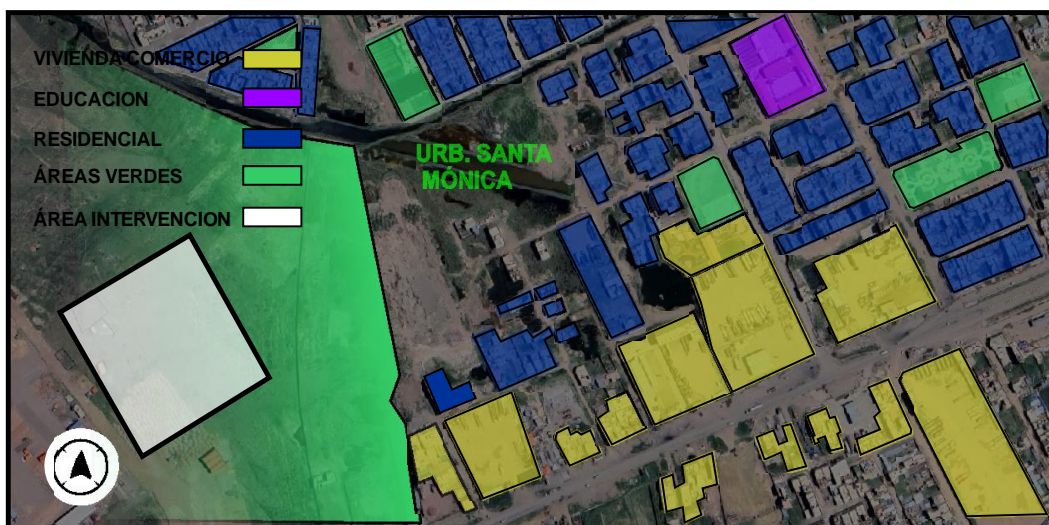 VIVIENDA COMERCIO
EDUCACION
RESIDENCIAL
ÁREAS VERDES
ÁREA INTERVENCION
URB. SANTA
MÓNICA